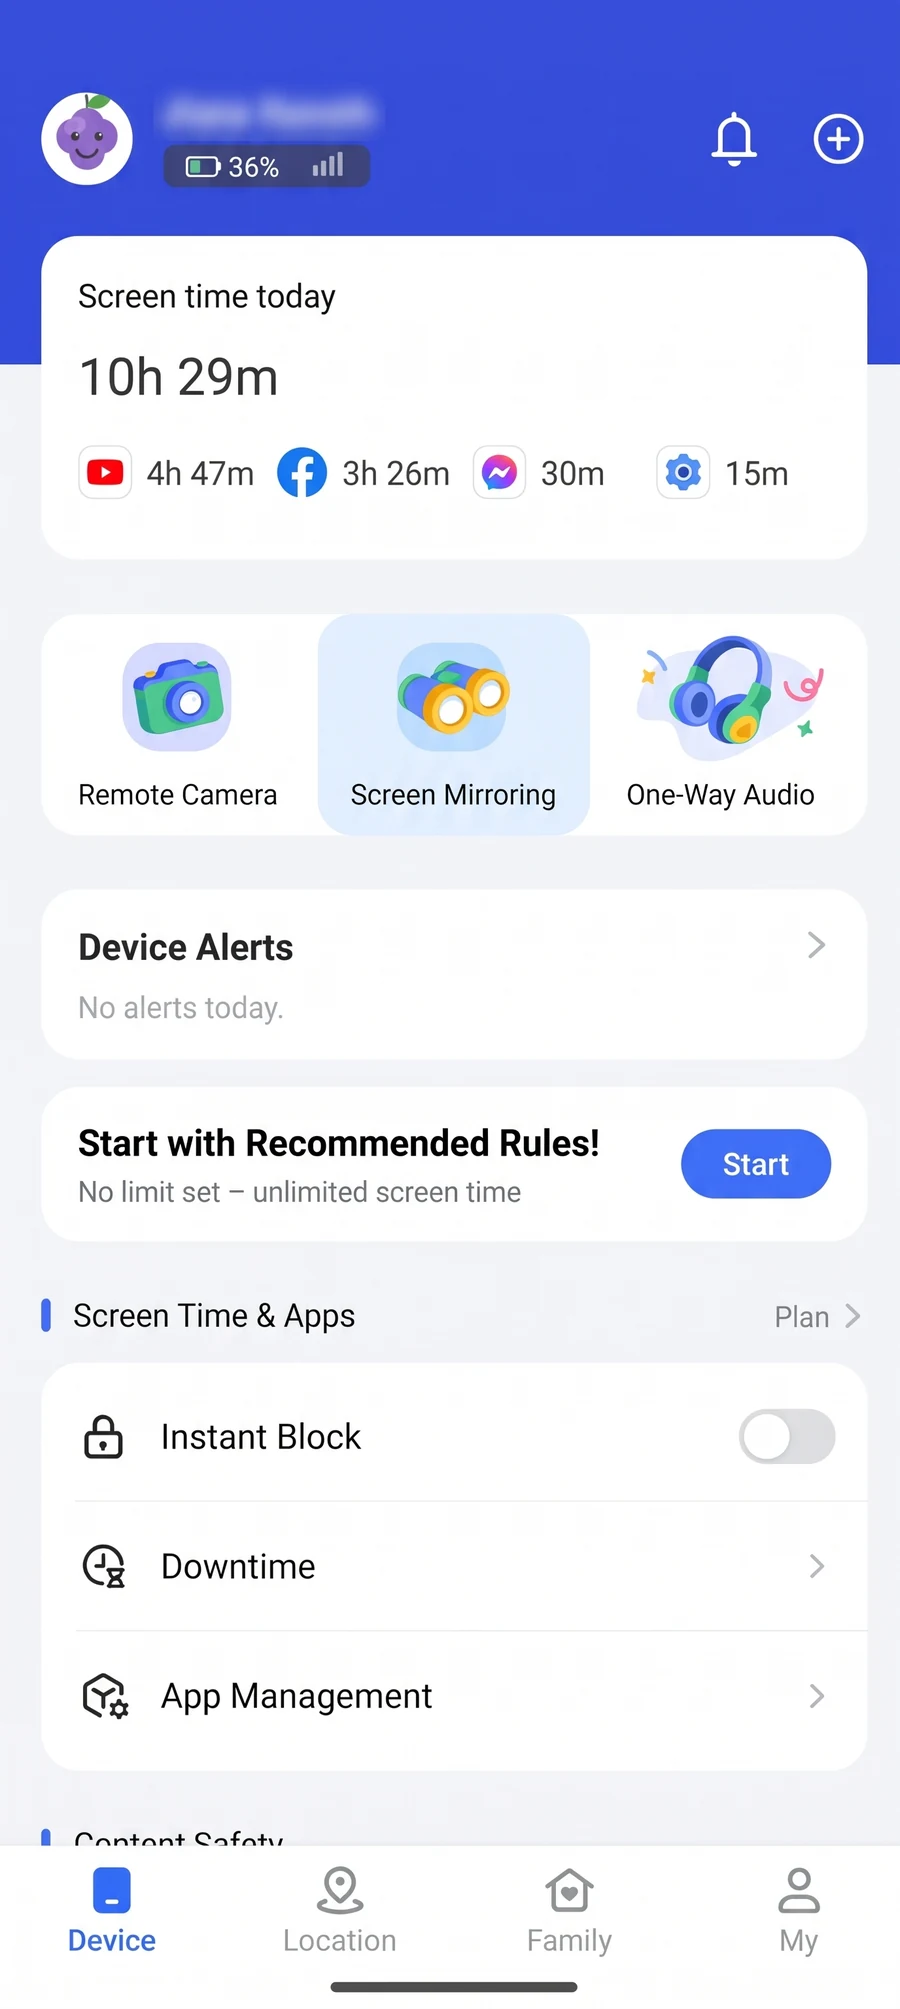 36%
Screen time today
10h 29m
4h 47m 3h 26m 30m 15m
Remote Camera Screen Mirroring One-Way Audio
Device Alerts
No alerts today.
Start with Recommended Rules!
No limit set – unlimited screen time
Start
Screen Time & Apps Plan
Instant Block
Downtime
App Management
Content Safety
Device Location Family My